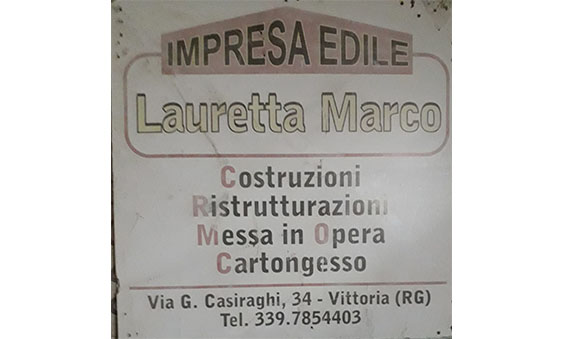 IMPRESA EDILE
Lauretta Marco
Costruzioni
Ristrutturazioni
Messa in Opera
Cartongesso
Via G. Casiraghi, 34 - Vittoria (RG)
Tel. 339.7854403